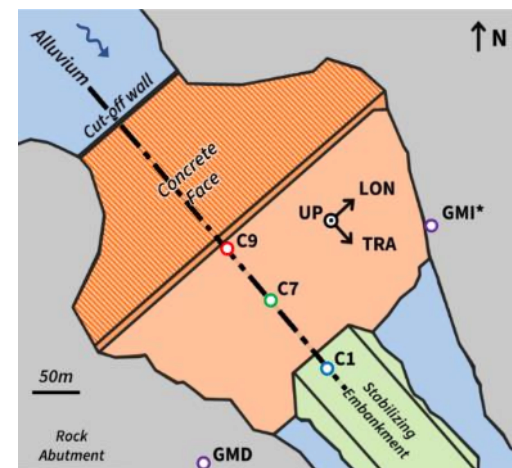 Alluvium
N
Cut-off wall
Concrete
Face
LON
UP
GMI*
TRA
C9
C7
C1
50m
Stabilizing
Embankment
Rock
Abutment
GMD